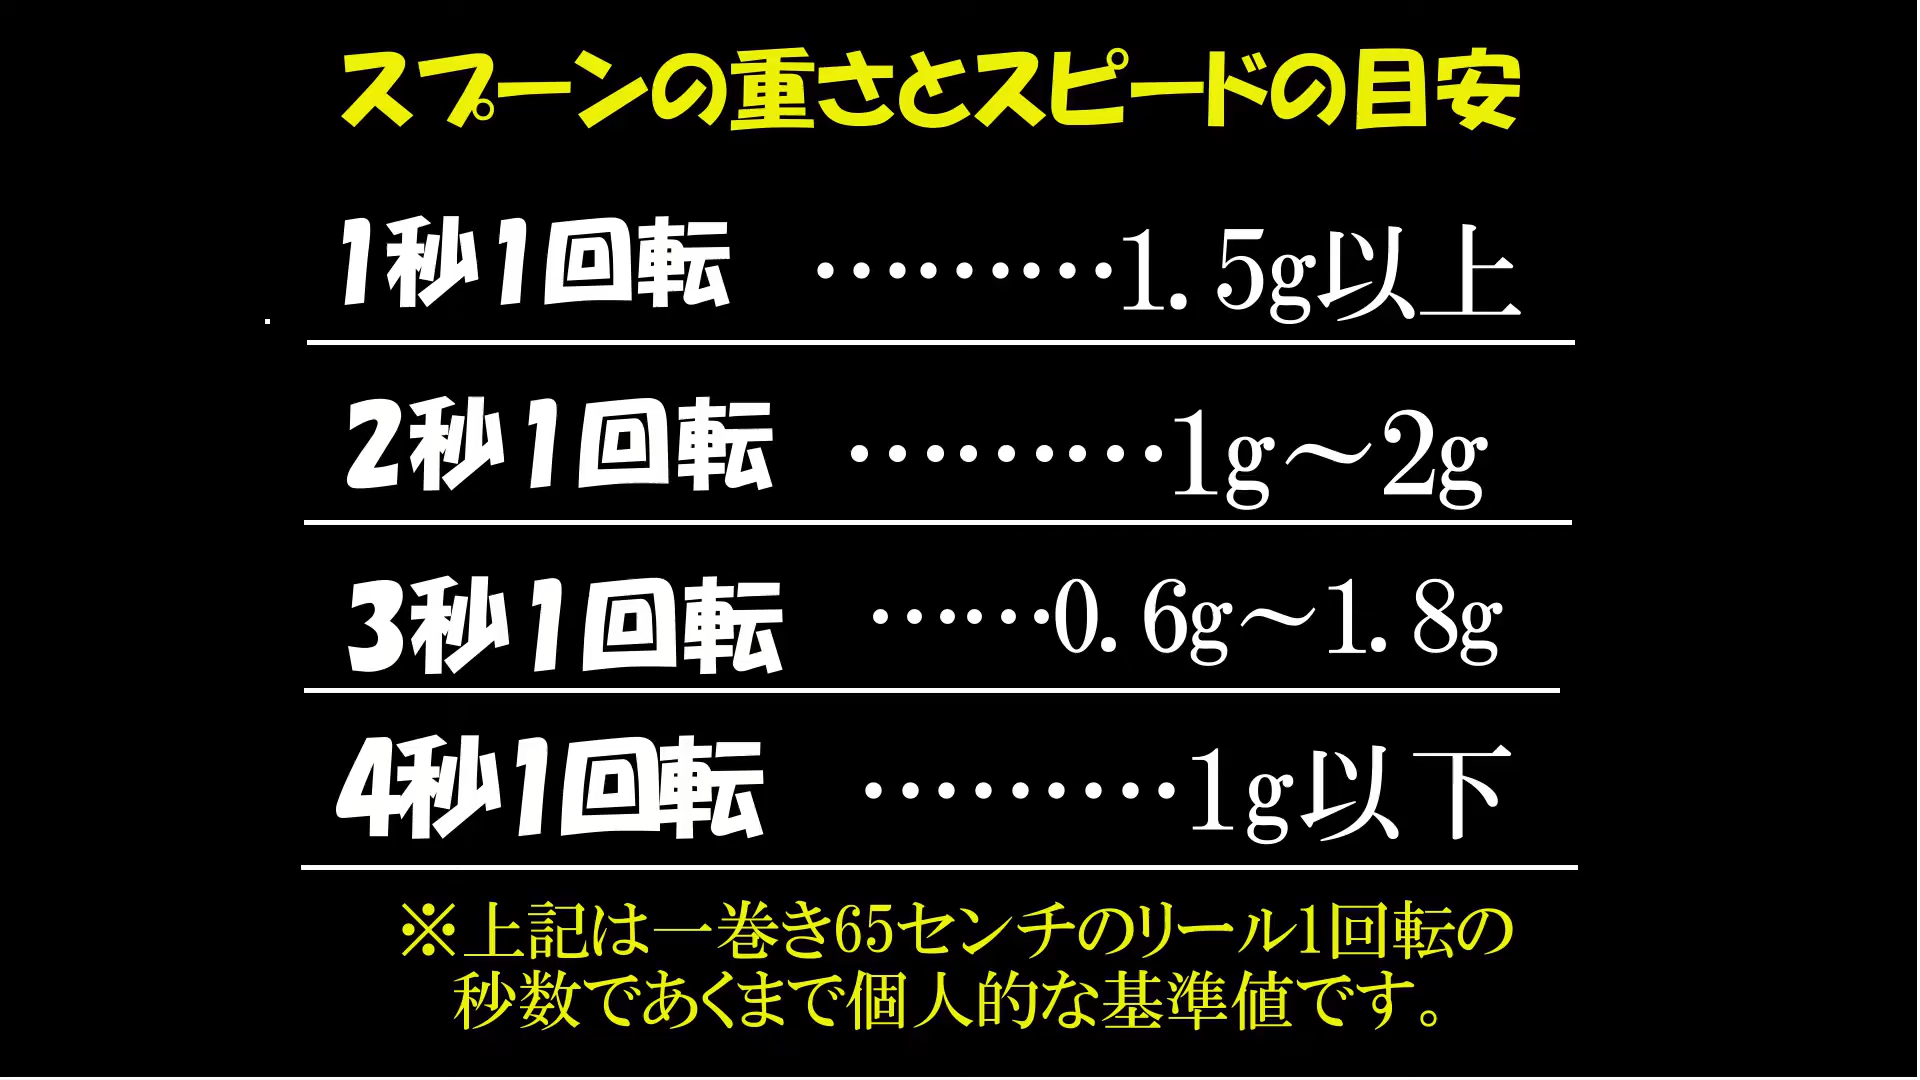 スプーンの重さとスピードの目安
1秒1回転 ………1.5g以上
2秒1回転 ………1g～2g
3秒1回転 ……0.6g～1.8g
4秒1回転 ………1g以下
※上記は一巻き65センチのリール1回転の
秒数であくまで個人的な基準値です。